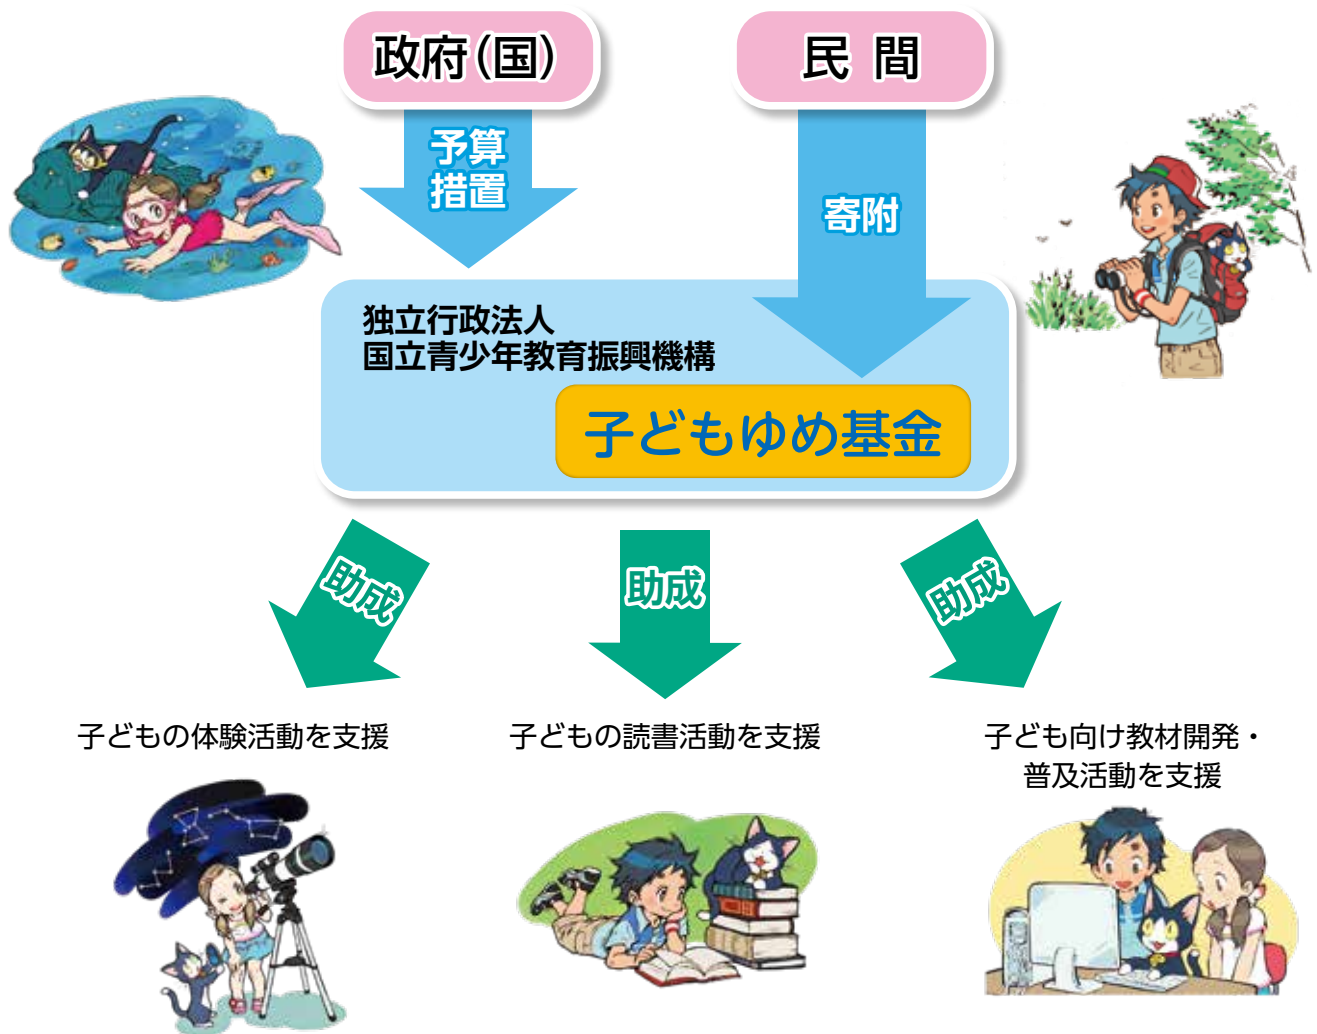 政府(国)
民 間
予算
措置
寄附
独立行政法人
国立青少年教育振興機構
子どもゆめ基金
助成
助成
助成
子どもの体験活動を支援
子どもの読書活動を支援
子ども向け教材開発・
普及活動を支援